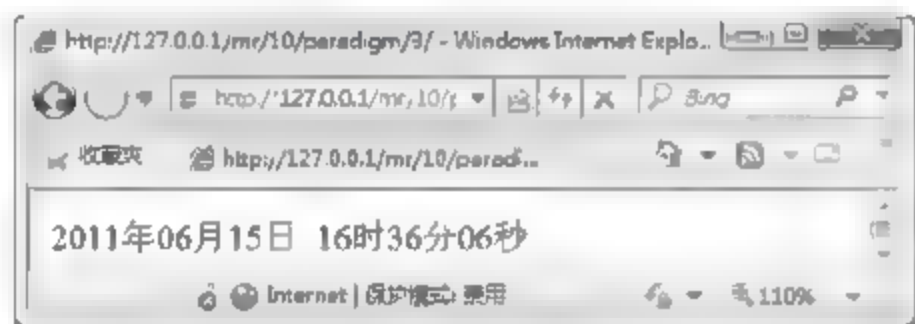 http://127.0.0.1/mr/10/paradigm/3/ - Windows Internet Explo...
http://127.0.0.1/mr/10/p
Bing
收藏夹 http://127.0.0.1/mr/10/paradi...
2011年06月15日 16时36分06秒
Internet | 保护模式: 禁用 110%